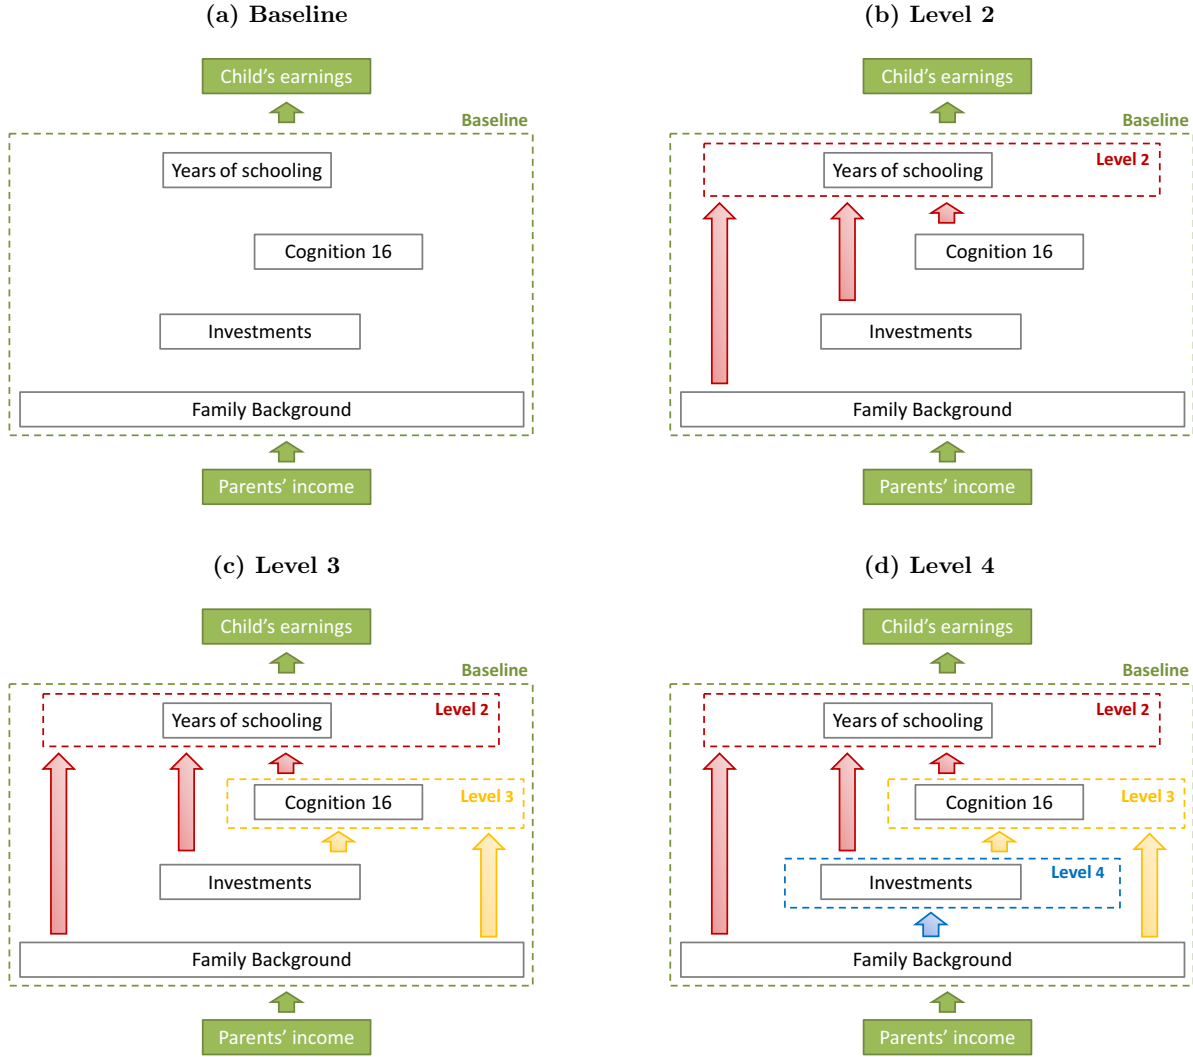 (a) Baseline
Child's earnings
Baseline
Years of schooling
Cognition 16
Investments
Family Background
Parents' income
(b) Level 2
Child's earnings
Baseline
Level 2
Years of schooling
Cognition 16
Investments
Family Background
Parents' income
(c) Level 3
Child's earnings
Baseline
Level 2
Years of schooling
Cognition 16
Level 3
Investments
Family Background
Parents' income
(d) Level 4
Child's earnings
Baseline
Level 2
Years of schooling
Cognition 16
Level 3
Investments
Level 4
Family Background
Parents' income